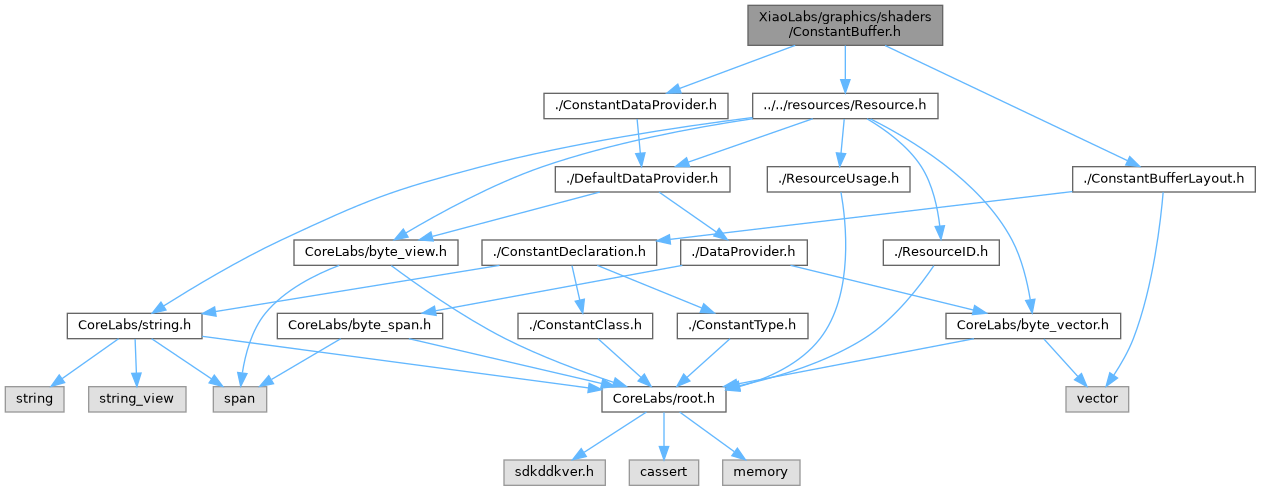 XiaoLabs/graphics/shaders
/ConstantBuffer.h
./ConstantDataProvider.h
../../resources/Resource.h
./DefaultDataProvider.h
./ResourceUsage.h
./ConstantBufferLayout.h
CoreLabs/byte_view.h
./ConstantDeclaration.h
./DataProvider.h
./ResourceID.h
CoreLabs/string.h
CoreLabs/byte_span.h
./ConstantClass.h
./ConstantType.h
CoreLabs/byte_vector.h
string
string_view
span
CoreLabs/root.h
vector
sdkddkver.h
cassert
memory